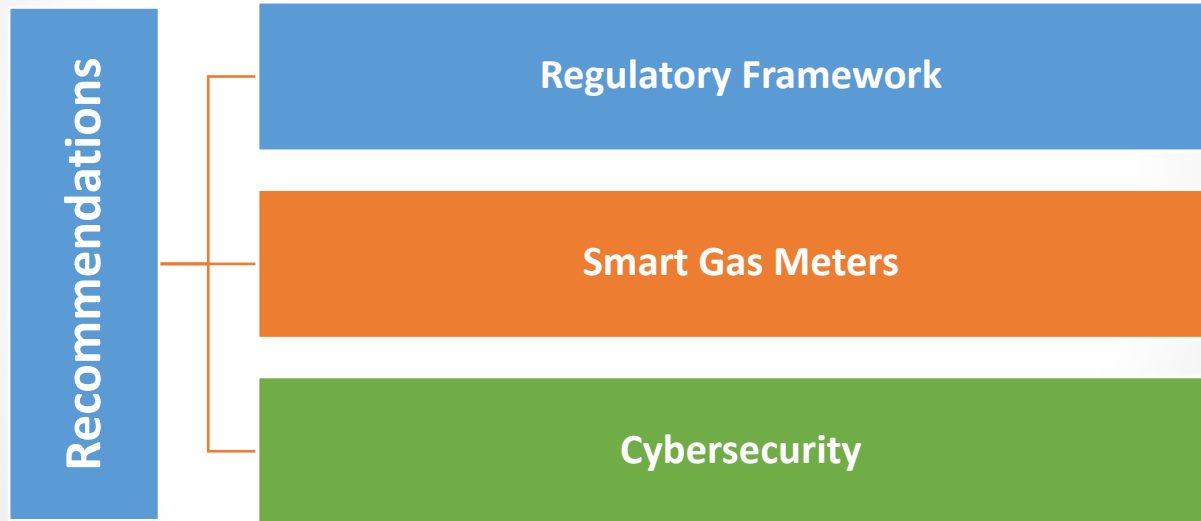 Recommendations
Regulatory Framework
Smart Gas Meters
Cybersecurity